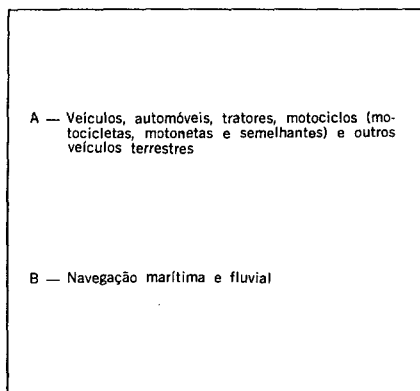 A — Veículos, automóveis, tratores, motociclos (mo-
tocicletas, motonetas e semelhantes) e outros
veículos terrestres
B — Navegação marítima e fluvial